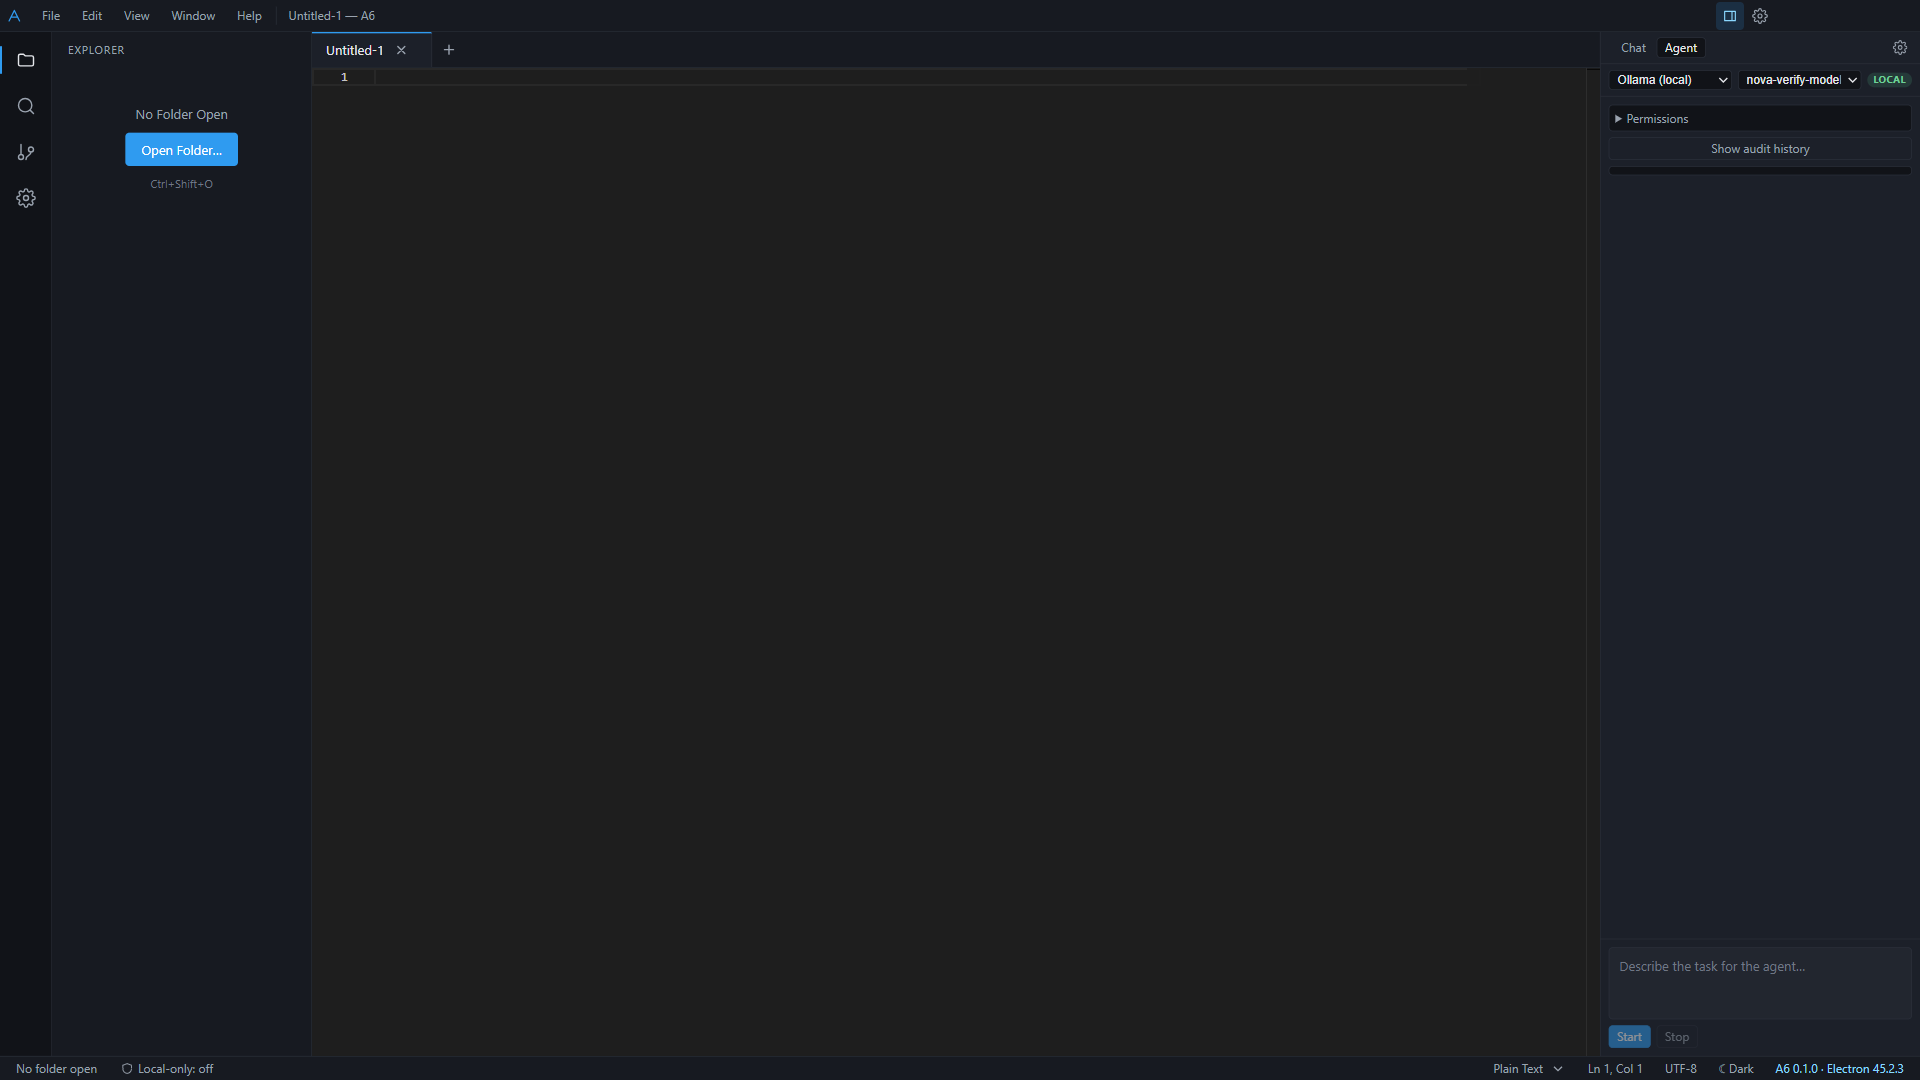 File Edit View Window Help Untitled-1 — A6
EXPLORER
No Folder Open
Open Folder...
Ctrl+Shift+O
Untitled-1
1
Chat Agent
Ollama (local) nova-verify-model LOCAL
Permissions
Show audit history
Describe the task for the agent...
Start Stop
No folder open Local-only: off Plain Text Ln 1, Col 1 UTF-8 Dark A6 0.1.0 · Electron 45.2.3